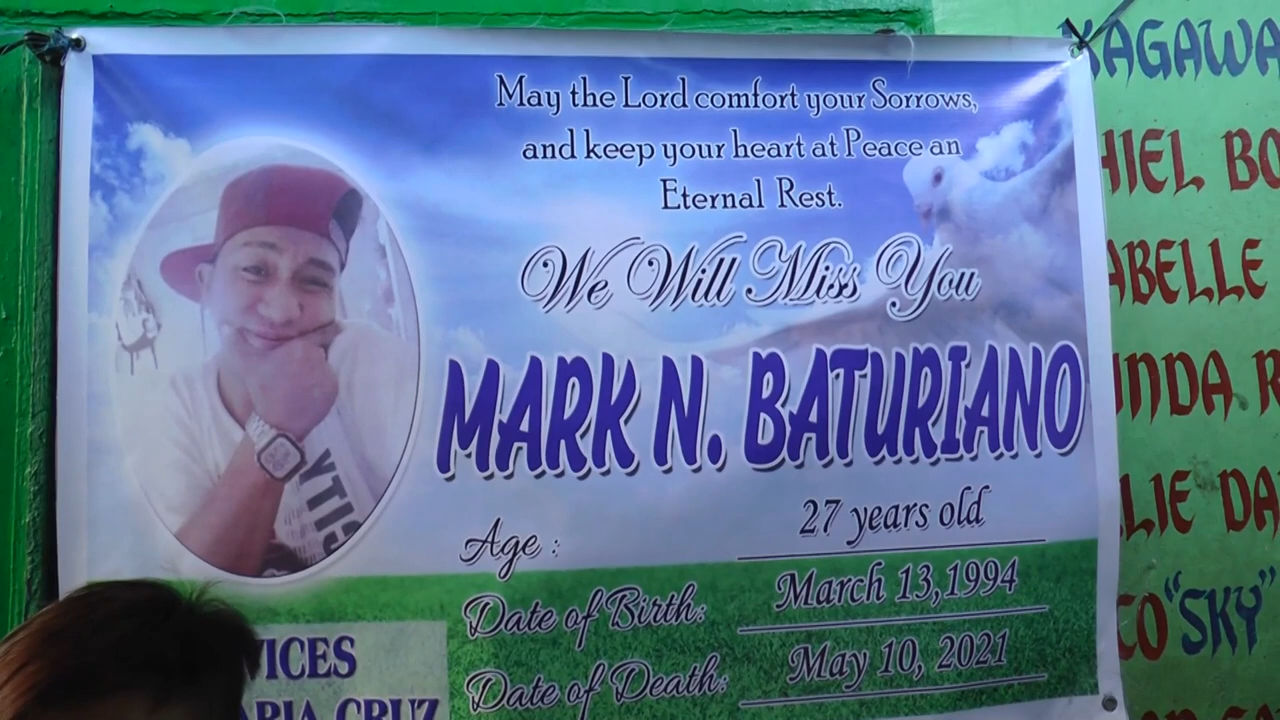 May the Lord comfort your Sorrows,
and keep your heart at Peace an
Eternal Rest.
We Will Miss You
MARK N. BATURIANO
Age : 27 years old
Date of Birth: March 13,1994
Date of Death: May 10, 2021
VICES
ARIA CRUZ
YTIC
KAGAWA
HIEL BO
ABELLE
INDA R
LIE DA
CO "SKY"